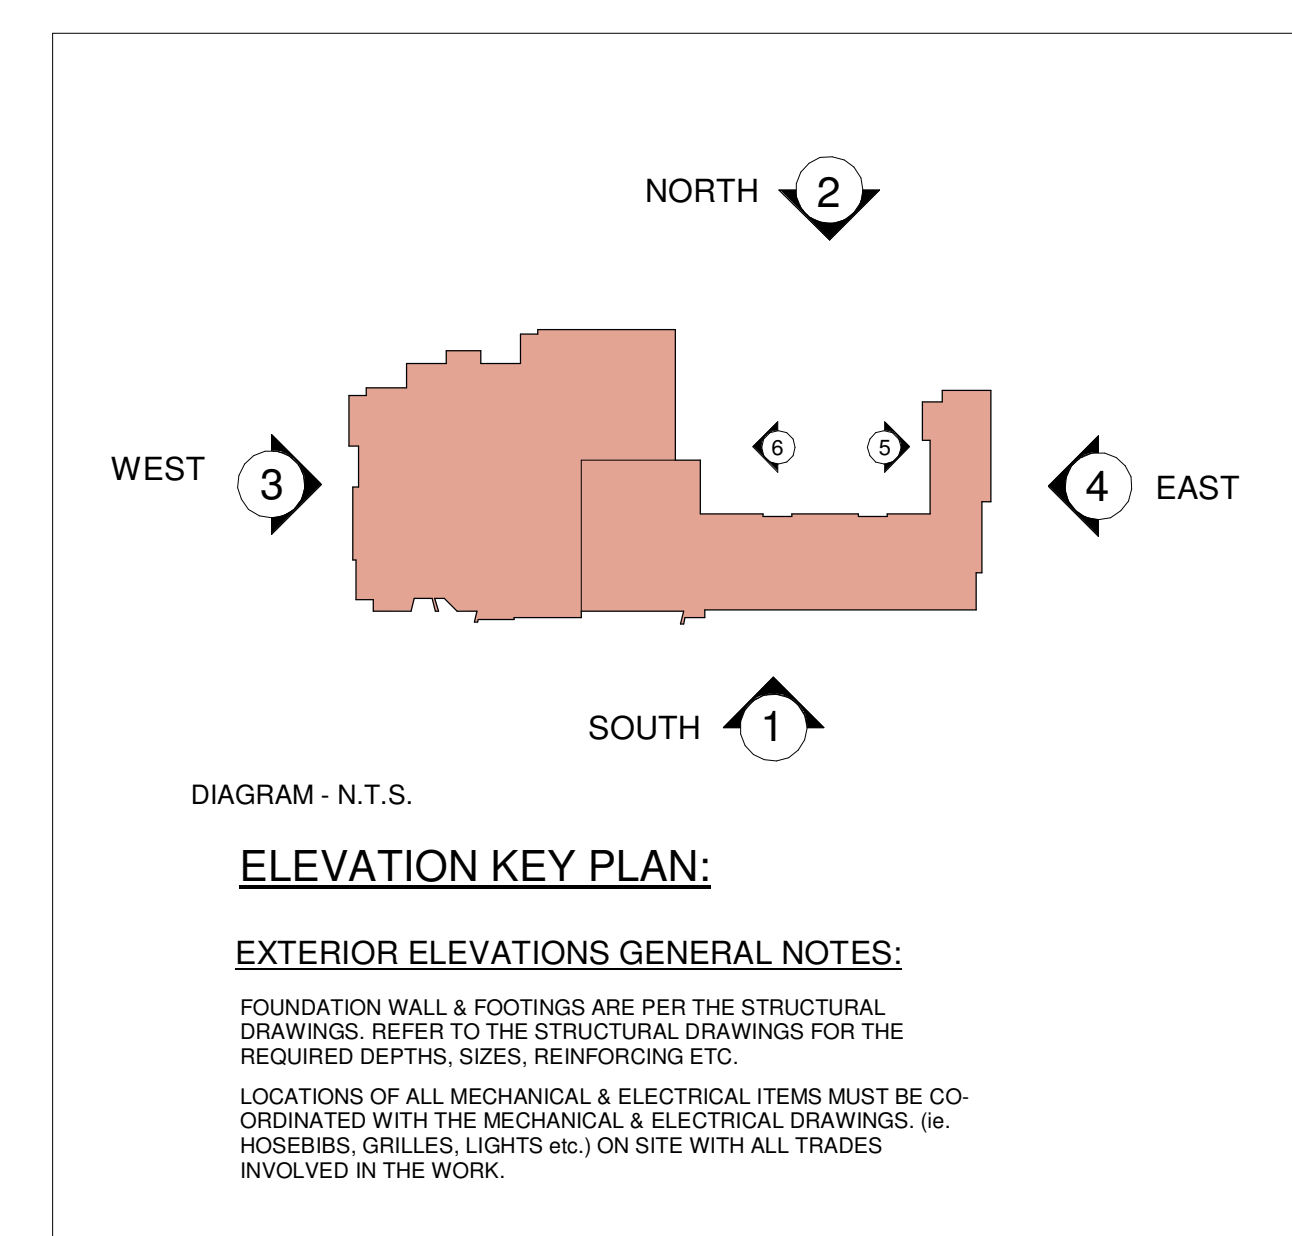 NORTH 2
6 5
WEST 3
4 EAST
SOUTH 1
DIAGRAM - N.T.S.
ELEVATION KEY PLAN:
EXTERIOR ELEVATIONS GENERAL NOTES:
FOUNDATION WALL & FOOTINGS ARE PER THE STRUCTURAL
DRAWINGS. REFER TO THE STRUCTURAL DRAWINGS FOR THE
REQUIRED DEPTHS, SIZES, REINFORCING ETC.
LOCATIONS OF ALL MECHANICAL & ELECTRICAL ITEMS MUST BE CO-
ORDINATED WITH THE MECHANICAL & ELECTRICAL DRAWINGS. (ie.
HOSEBIBS, GRILLES, LIGHTS etc.) ON SITE WITH ALL TRADES
INVOLVED IN THE WORK.